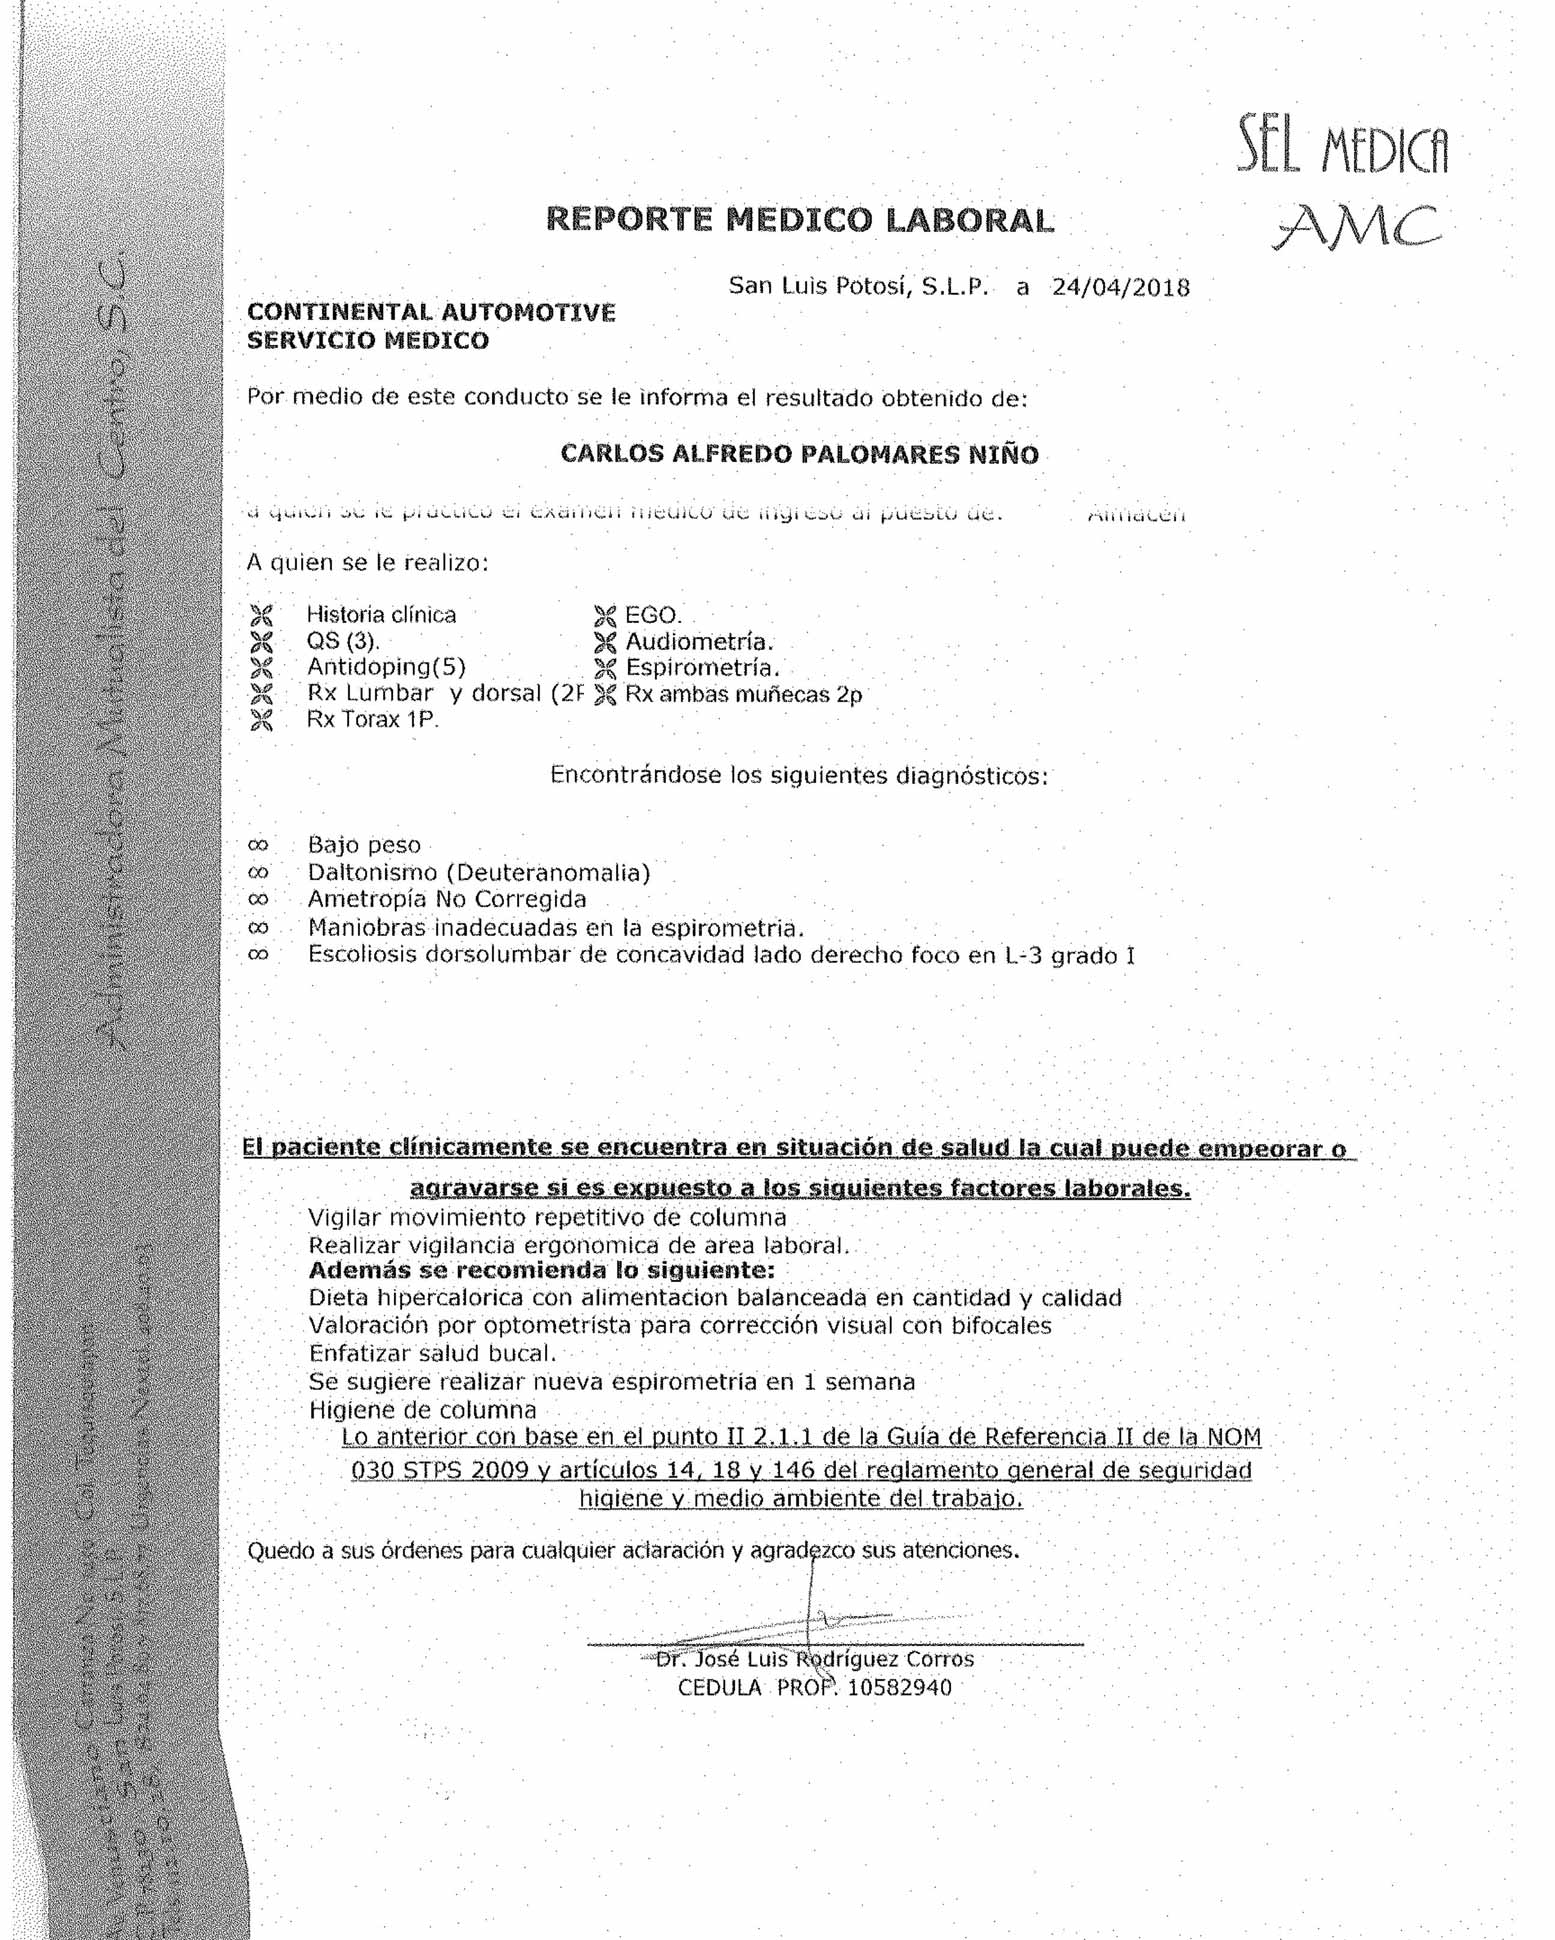 SEL MEDICA
AMC
REPORTE MEDICO LABORAL
San Luis Potosí, S.L.P. a 24/04/2018
CONTINENTAL AUTOMOTIVE
SERVICIO MEDICO
Por medio de este conducto se le informa el resultado obtenido de:
CARLOS ALFREDO PALOMARES NIÑO
a quien se le practico el examen medico de ingreso al puesto de: Almacen
A quien se le realizo:
Historia clínica EGO.
QS (3). Audiometría.
Antidoping(5) Espirometría.
Rx Lumbar y dorsal (2P Rx ambas muñecas 2p
Rx Torax 1P.
Encontrándose los siguientes diagnósticos:
∞ Bajo peso
∞ Daltonismo (Deuteranomalia)
∞ Ametropía No Corregida
∞ Maniobras inadecuadas en la espirometria.
∞ Escoliosis dorsolumbar de concavidad lado derecho foco en L-3 grado I
El paciente clínicamente se encuentra en situación de salud la cual puede empeorar o
agravarse si es expuesto a los siguientes factores laborales.
Vigilar movimiento repetitivo de columna
Realizar vigilancia ergonomica de area laboral.
Además se recomienda lo siguiente:
Dieta hipercalorica con alimentacion balanceada en cantidad y calidad
Valoración por optometrista para corrección visual con bifocales
Enfatizar salud bucal.
Se sugiere realizar nueva espirometria en 1 semana
Higiene de columna
Lo anterior con base en el punto II 2.1.1 de la Guía de Referencia II de la NOM
030 STPS 2009 y artículos 14, 18 y 146 del reglamento general de seguridad
higiene y medio ambiente del trabajo.
Quedo a sus órdenes para cualquier aclaración y agradezco sus atenciones.
Dr. José Luis Rodríguez Corros
CEDULA PROF. 10582940
Administradora Mutualista del Centro, S.C.
Av. Venustiano Carranza No. Col. Tequisquiapan
C.P. 78230 San Luis Potosí S.L.P.
Tels Urgencias Nextel